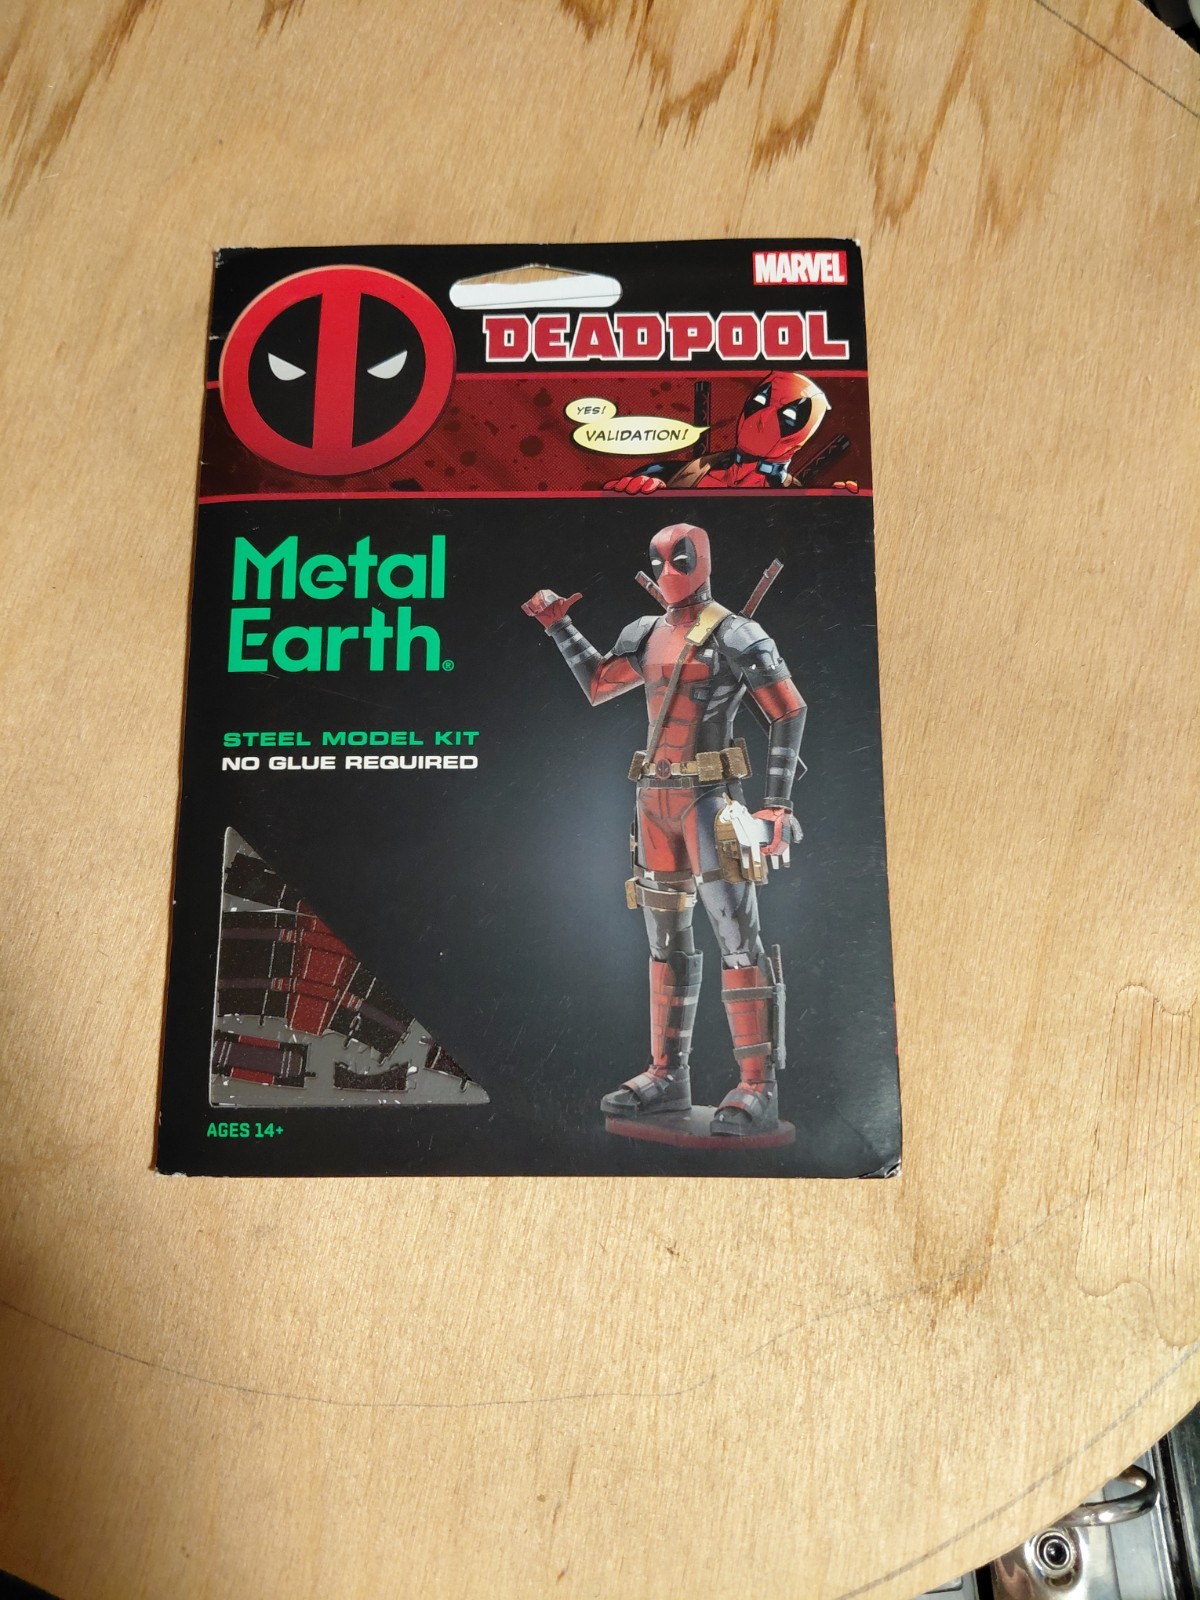 MARVEL
DEADPOOL
YES!
VALIDATION!
Metal
Earth®
STEEL MODEL KIT
NO GLUE REQUIRED
AGES 14+